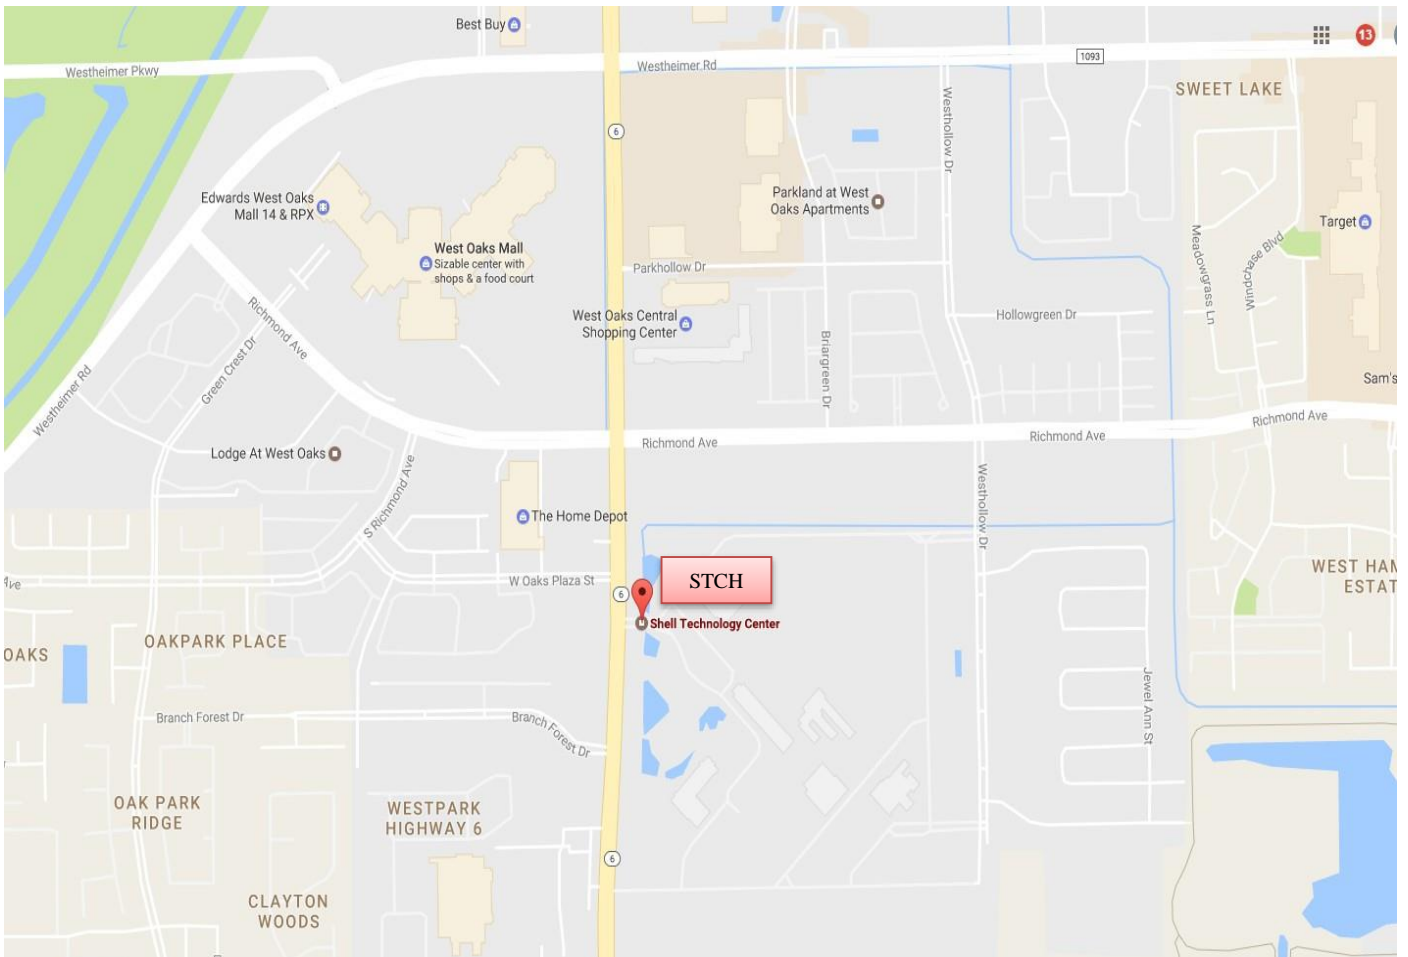 Best Buy
13
1093
Westheimer Pkwy
Westheimer Rd
SWEET LAKE
6
Westhollow Dr
Edwards West Oaks
Mall 14 & RPX
Parkland at West
Oaks Apartments
Target
West Oaks Mall
Sizable center with
shops & a food court
Meadowgrass Ln
Windchase Blvd
Parkhollow Dr
Richmond Ave
West Oaks Central
Shopping Center
Hollowgreen Dr
Green Crest Dr
Briargreen Dr
Sam's
Westheimer Rd
Richmond Ave
Richmond Ave
Richmond Ave
Lodge At West Oaks
S Richmond Ave
Westhollow Dr
The Home Depot
STCH
WEST HAM
ESTAT
Ave
W Oaks Plaza St
6
Shell Technology Center
OAKPARK PLACE
OAKS
Jewel Ann St
Branch Forest Dr
Branch Forest Dr
OAK PARK
RIDGE
WESTPARK
HIGHWAY 6
6
CLAYTON
WOODS